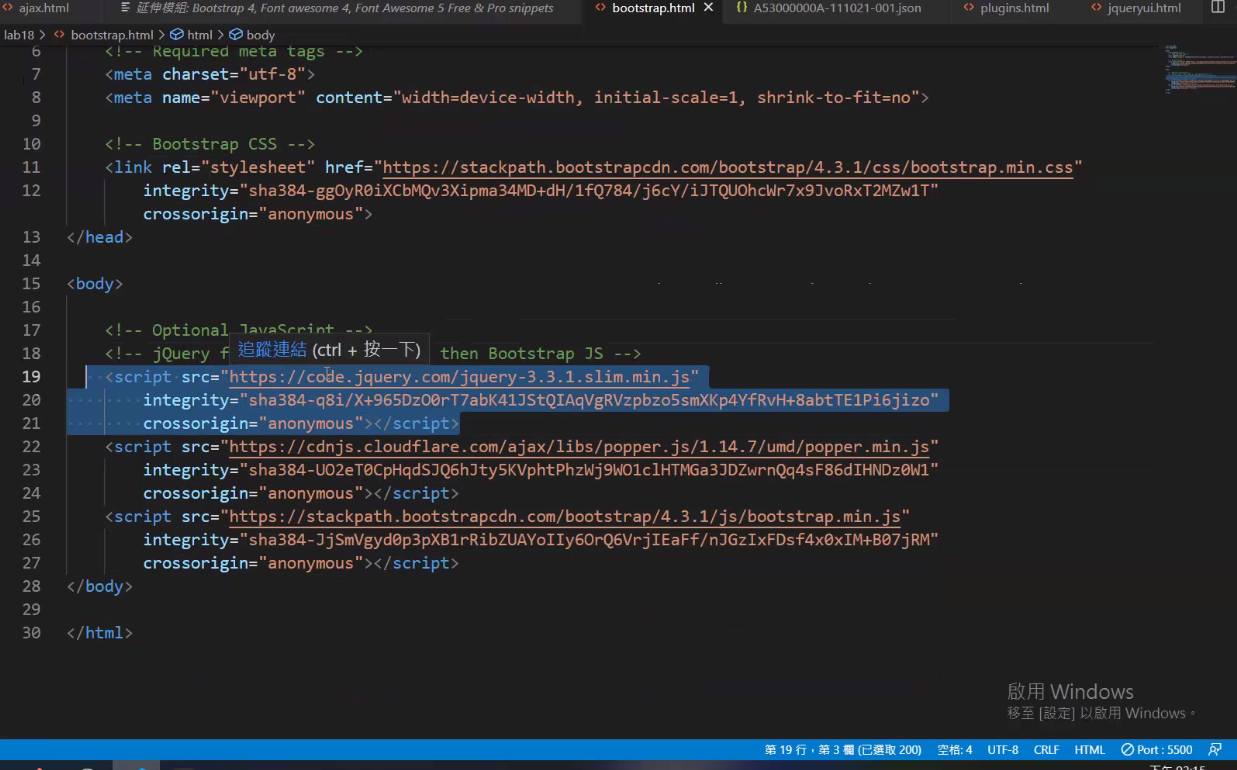 ajax.html
延伸模組: Bootstrap 4, Font awesome 4, Font Awesome 5 Free & Pro snippets
bootstrap.html
A53000000A-111021-001.json
plugins.html
jqueryui.html
lab18 > bootstrap.html > html > body
6 <!-- Required meta tags -->
7 <meta charset="utf-8">
8 <meta name="viewport" content="width=device-width, initial-scale=1, shrink-to-fit=no">
9
10 <!-- Bootstrap CSS -->
11 <link rel="stylesheet" href="https://stackpath.bootstrapcdn.com/bootstrap/4.3.1/css/bootstrap.min.css"
12 integrity="sha384-ggOyR0iXCbMQv3Xipma34MD+dH/1fQ784/j6cY/iJTQUOhcWr7x9JvoRxT2MZw1T"
crossorigin="anonymous">
13 </head>
14
15 <body>
16
17 <!-- Optional JavaScript -->
追蹤連結 (ctrl + 按一下)
18 <!-- jQuery f then Bootstrap JS -->
19 <script src="https://code.jquery.com/jquery-3.3.1.slim.min.js"
20 integrity="sha384-q8i/X+965DzO0rT7abK41JStQIAqVgRVzpbzo5smXKp4YfRvH+8abtTE1Pi6jizo"
21 crossorigin="anonymous"></script>
22 <script src="https://cdnjs.cloudflare.com/ajax/libs/popper.js/1.14.7/umd/popper.min.js"
23 integrity="sha384-UO2eT0CpHqdSJQ6hJty5KVphtPhzWj9WO1clHTMGa3JDZwrnQq4sF86dIHNDz0W1"
24 crossorigin="anonymous"></script>
25 <script src="https://stackpath.bootstrapcdn.com/bootstrap/4.3.1/js/bootstrap.min.js"
26 integrity="sha384-JjSmVgyd0p3pXB1rRibZUAYoIIy6OrQ6VrjIEaFf/nJGzIxFDsf4x0xIM+B07jRM"
27 crossorigin="anonymous"></script>
28 </body>
29
30 </html>
啟用 Windows
移至 [設定] 以啟用 Windows。
第 19 行，第 3 欄 (已選取 200) 空格: 4 UTF-8 CRLF HTML Port : 5500